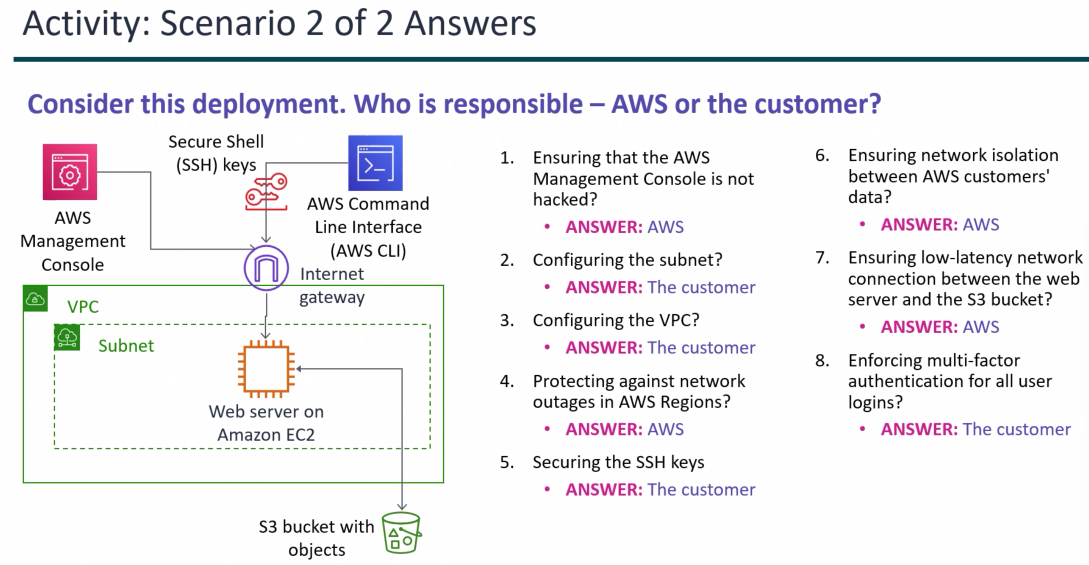 Activity: Scenario 2 of 2 Answers
Consider this deployment. Who is responsible – AWS or the customer?
Secure Shell
(SSH) keys
AWS
Management
Console
AWS Command
Line Interface
(AWS CLI)
Internet
gateway
VPC
Subnet
Web server on
Amazon EC2
S3 bucket with
objects
1. Ensuring that the AWS
Management Console is not
hacked?
• ANSWER: AWS
2. Configuring the subnet?
• ANSWER: The customer
3. Configuring the VPC?
• ANSWER: The customer
4. Protecting against network
outages in AWS Regions?
• ANSWER: AWS
5. Securing the SSH keys
• ANSWER: The customer
6. Ensuring network isolation
between AWS customers'
data?
• ANSWER: AWS
7. Ensuring low-latency network
connection between the web
server and the S3 bucket?
• ANSWER: AWS
8. Enforcing multi-factor
authentication for all user
logins?
• ANSWER: The customer